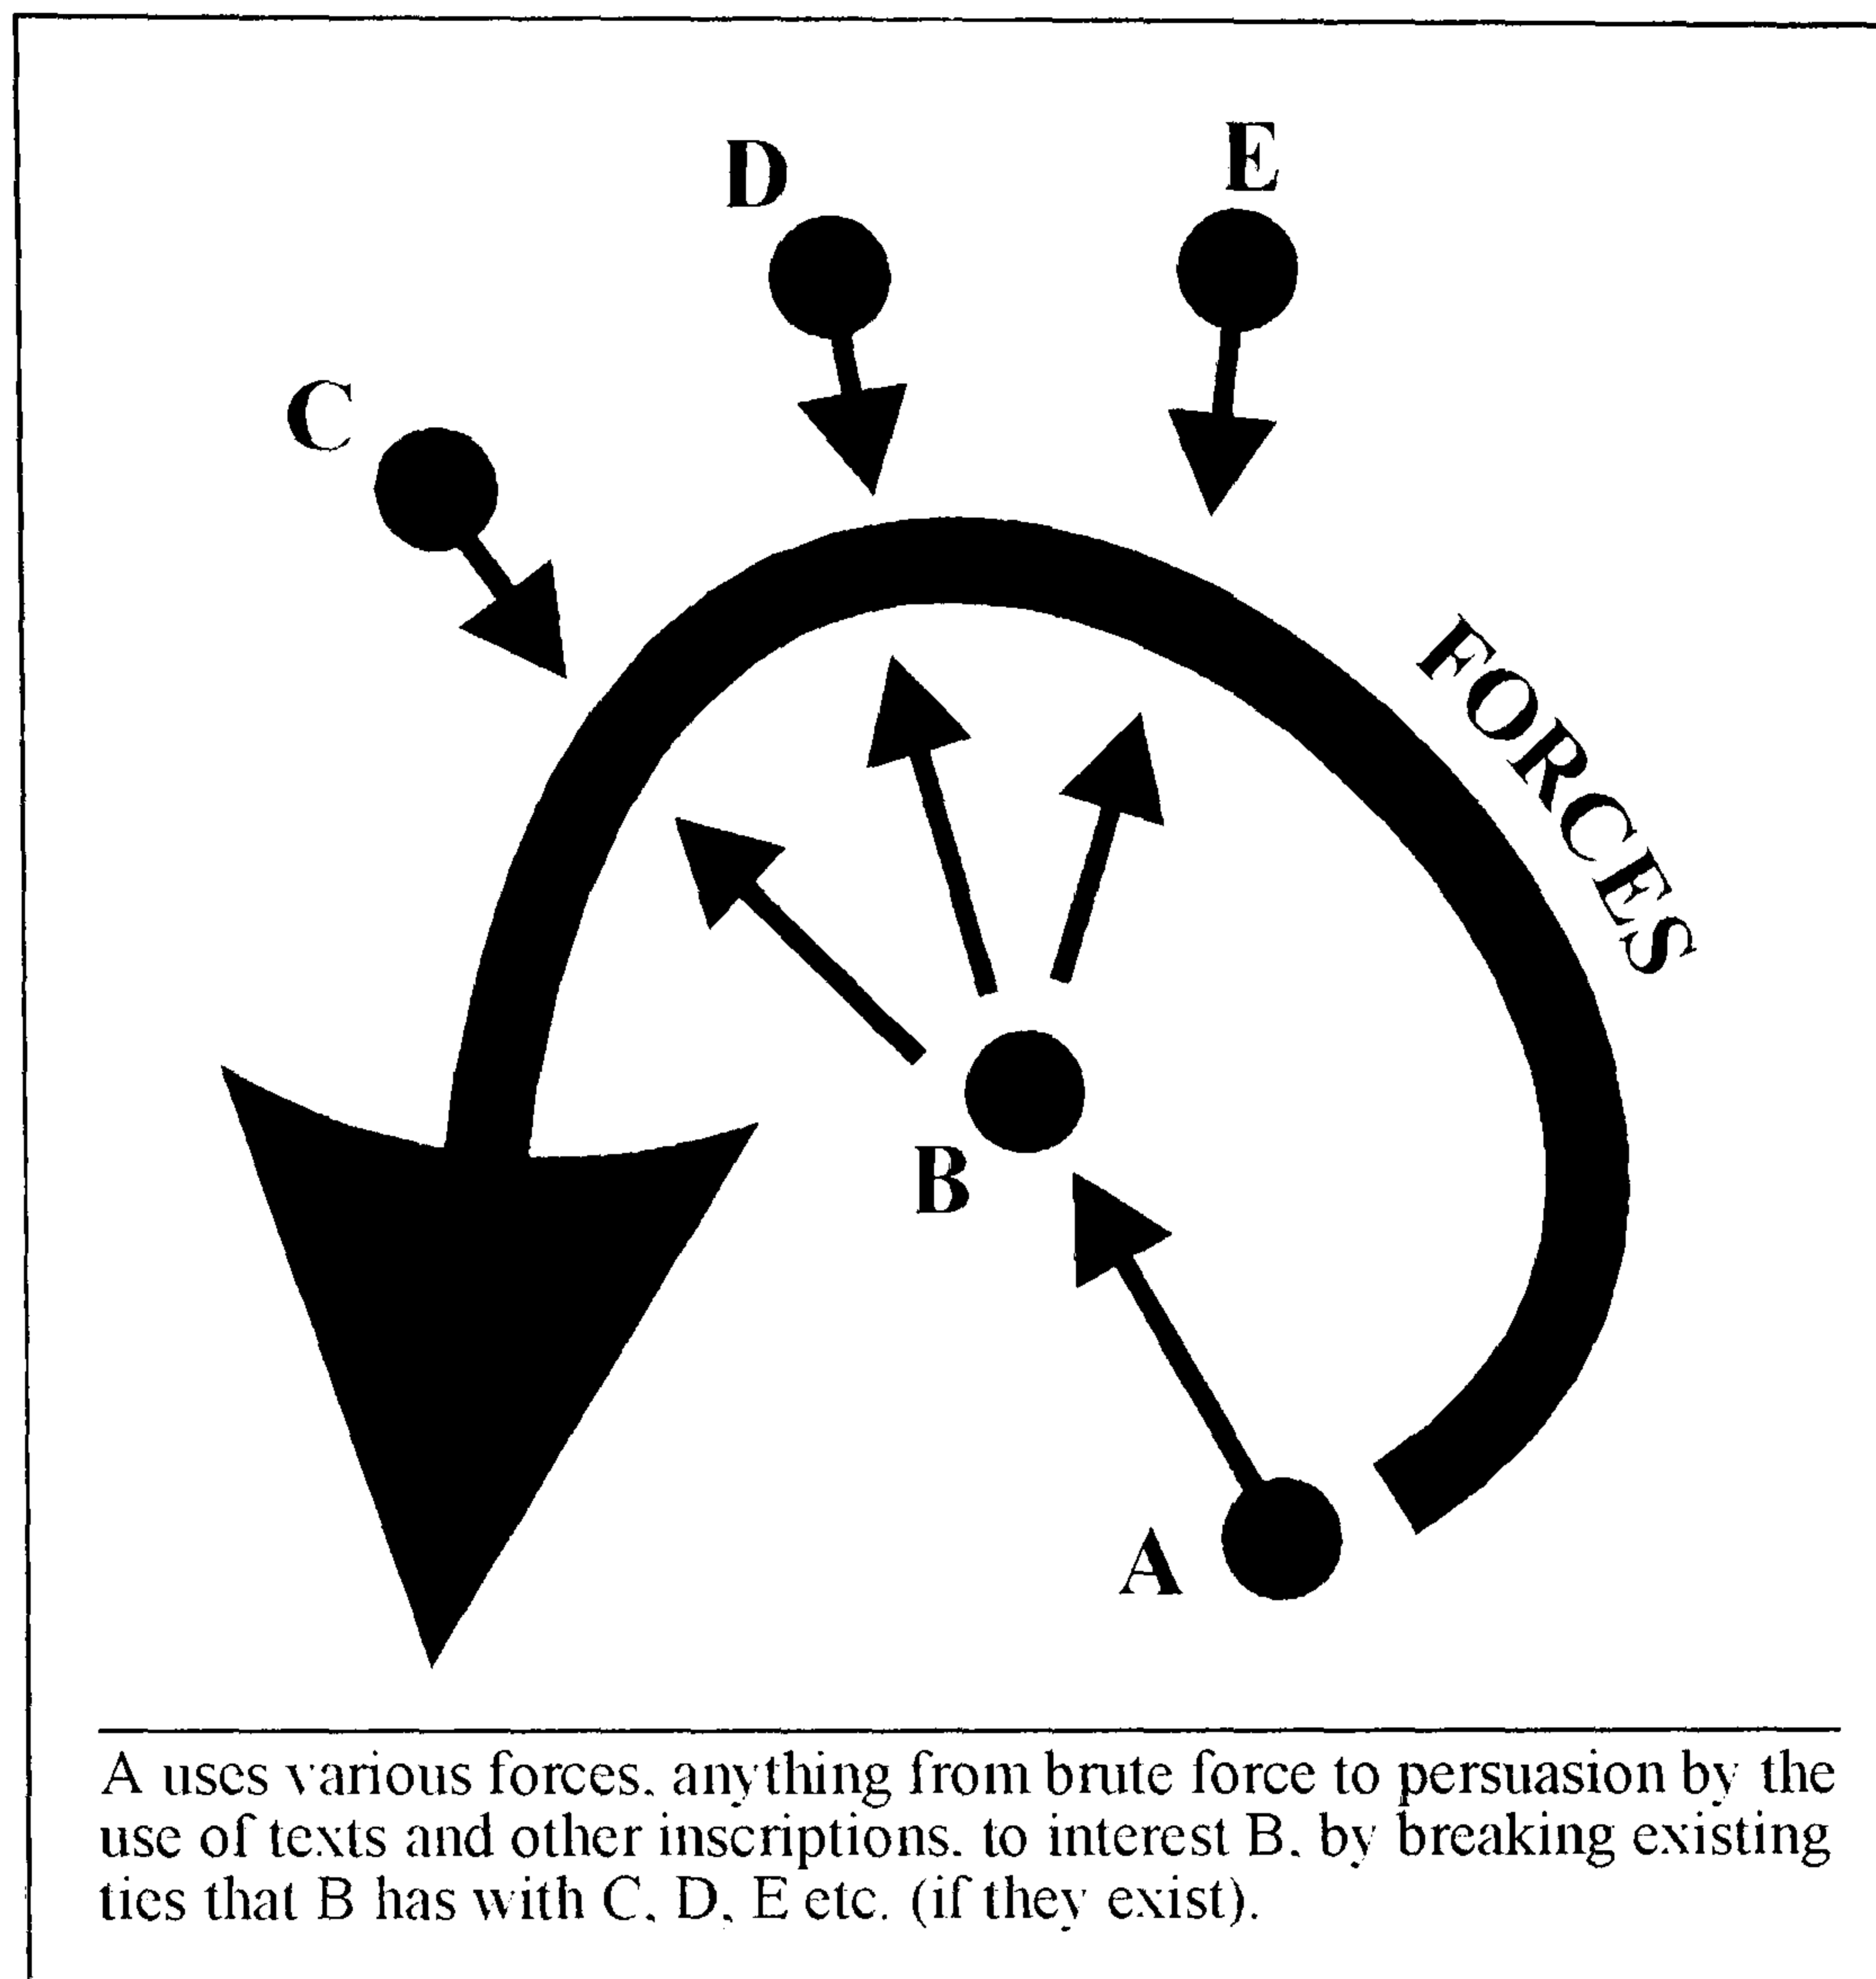 D
E
C
FORCES
B
A
A uses various forces, anything from brute force to persuasion by the
use of texts and other inscriptions, to interest B, by breaking existing
ties that B has with C, D, E etc. (if they exist).